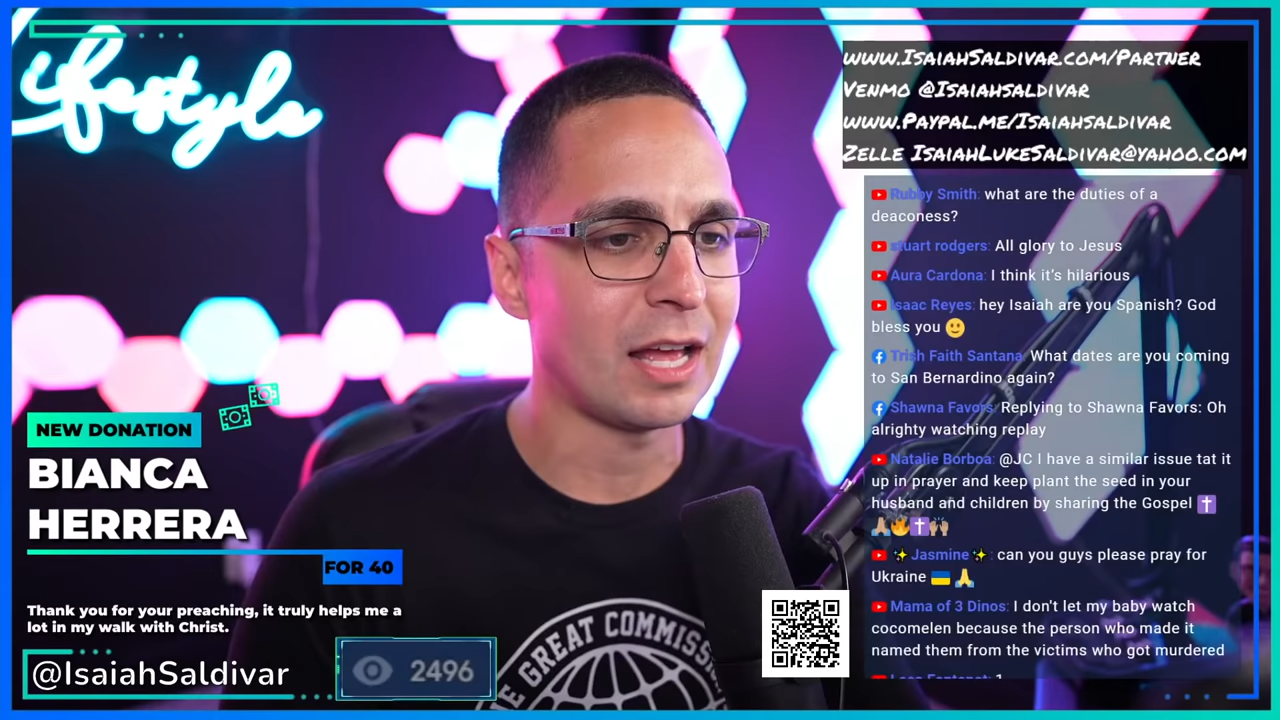 lifestyle
www.IsaiahSaldivar.com/Partner
Venmo @Isaiahsaldivar
www.Paypal.me/Isaiahsaldivar
Zelle IsaiahLukeSaldivar@yahoo.com
Rubby Smith: what are the duties of a
deaconess?
stuart rodgers: All glory to Jesus
Aura Cardona: I think it's hilarious
Isaac Reyes: hey Isaiah are you Spanish? God
bless you 🙂
Trish Faith Santana: What dates are you coming
to San Bernardino again?
Shawna Favors: Replying to Shawna Favors: Oh
alrighty watching replay
Natalie Borboa: @JC I have a similar issue tat it
up in prayer and keep plant the seed in your
husband and children by sharing the Gospel ✝️
🙏🏽🔥✝️🙌🏽
✨Jasmine✨: can you guys please pray for
Ukraine 🇺🇦 🙏
Mama of 3 Dinos: I don't let my baby watch
cocomelen because the person who made it
named them from the victims who got murdered
NEW DONATION
BIANCA
HERRERA
FOR 40
Thank you for your preaching, it truly helps me a
lot in my walk with Christ.
@IsaiahSaldivar
2496
THE GREAT COMMISS